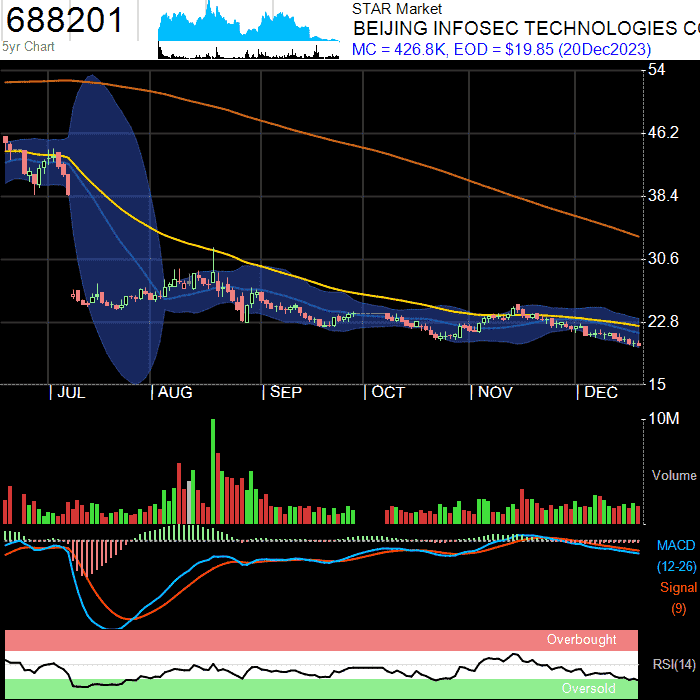 688201
5yr Chart
STAR Market
BEIJING INFOSEC TECHNOLOGIES CO
MC = 426.8K, EOD = $19.85 (20Dec2023)
54
46.2
38.4
30.6
22.8
15
JUL
AUG
SEP
OCT
NOV
DEC
10M
Volume
MACD
(12-26)
Signal
(9)
Overbought
RSI(14)
Oversold